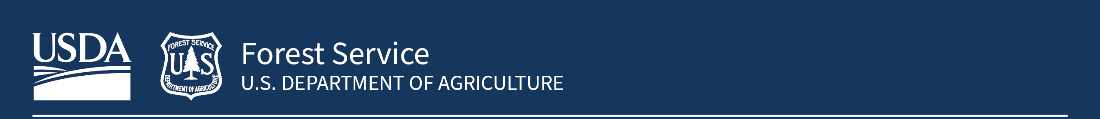 USDA
FOREST SERVICE
U S
DEPARTMENT OF AGRICULTURE
Forest Service
U.S. DEPARTMENT OF AGRICULTURE